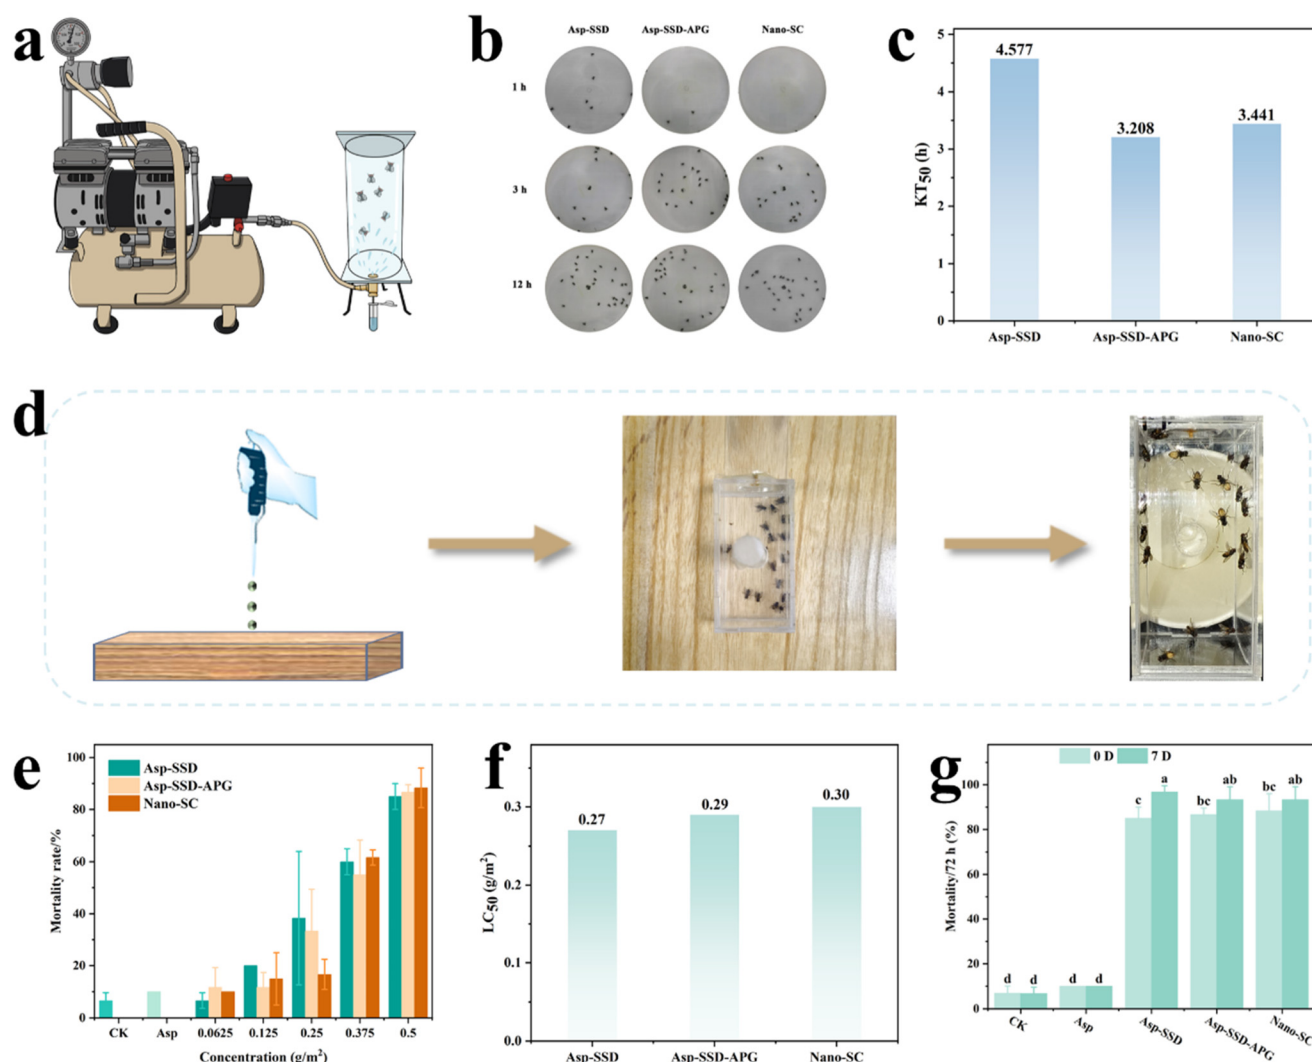 a
b
Asp-SSD Asp-SSD-APG Nano-SC
1 h
3 h
12 h
c
KT50 (h)
5
4
3
2
1
0
4.577
3.208
3.441
Asp-SSD Asp-SSD-APG Nano-SC
d
e
Mortality rate/%
100
80
60
40
20
0
Asp-SSD
Asp-SSD-APG
Nano-SC
CK Asp 0.0625 0.125 0.25 0.375 0.5
Concentration (g/m²)
f
LC50 (g/m²)
0.3
0.2
0.1
0.0
0.27
0.29
0.30
Asp-SSD Asp-SSD-APG Nano-SC
g
Mortality/72 h (%)
0 D 7 D
100
80
60
40
20
0
d d d d c a bc ab bc ab
CK Asp Asp-SSD Asp-SSD-APG Nano-SC